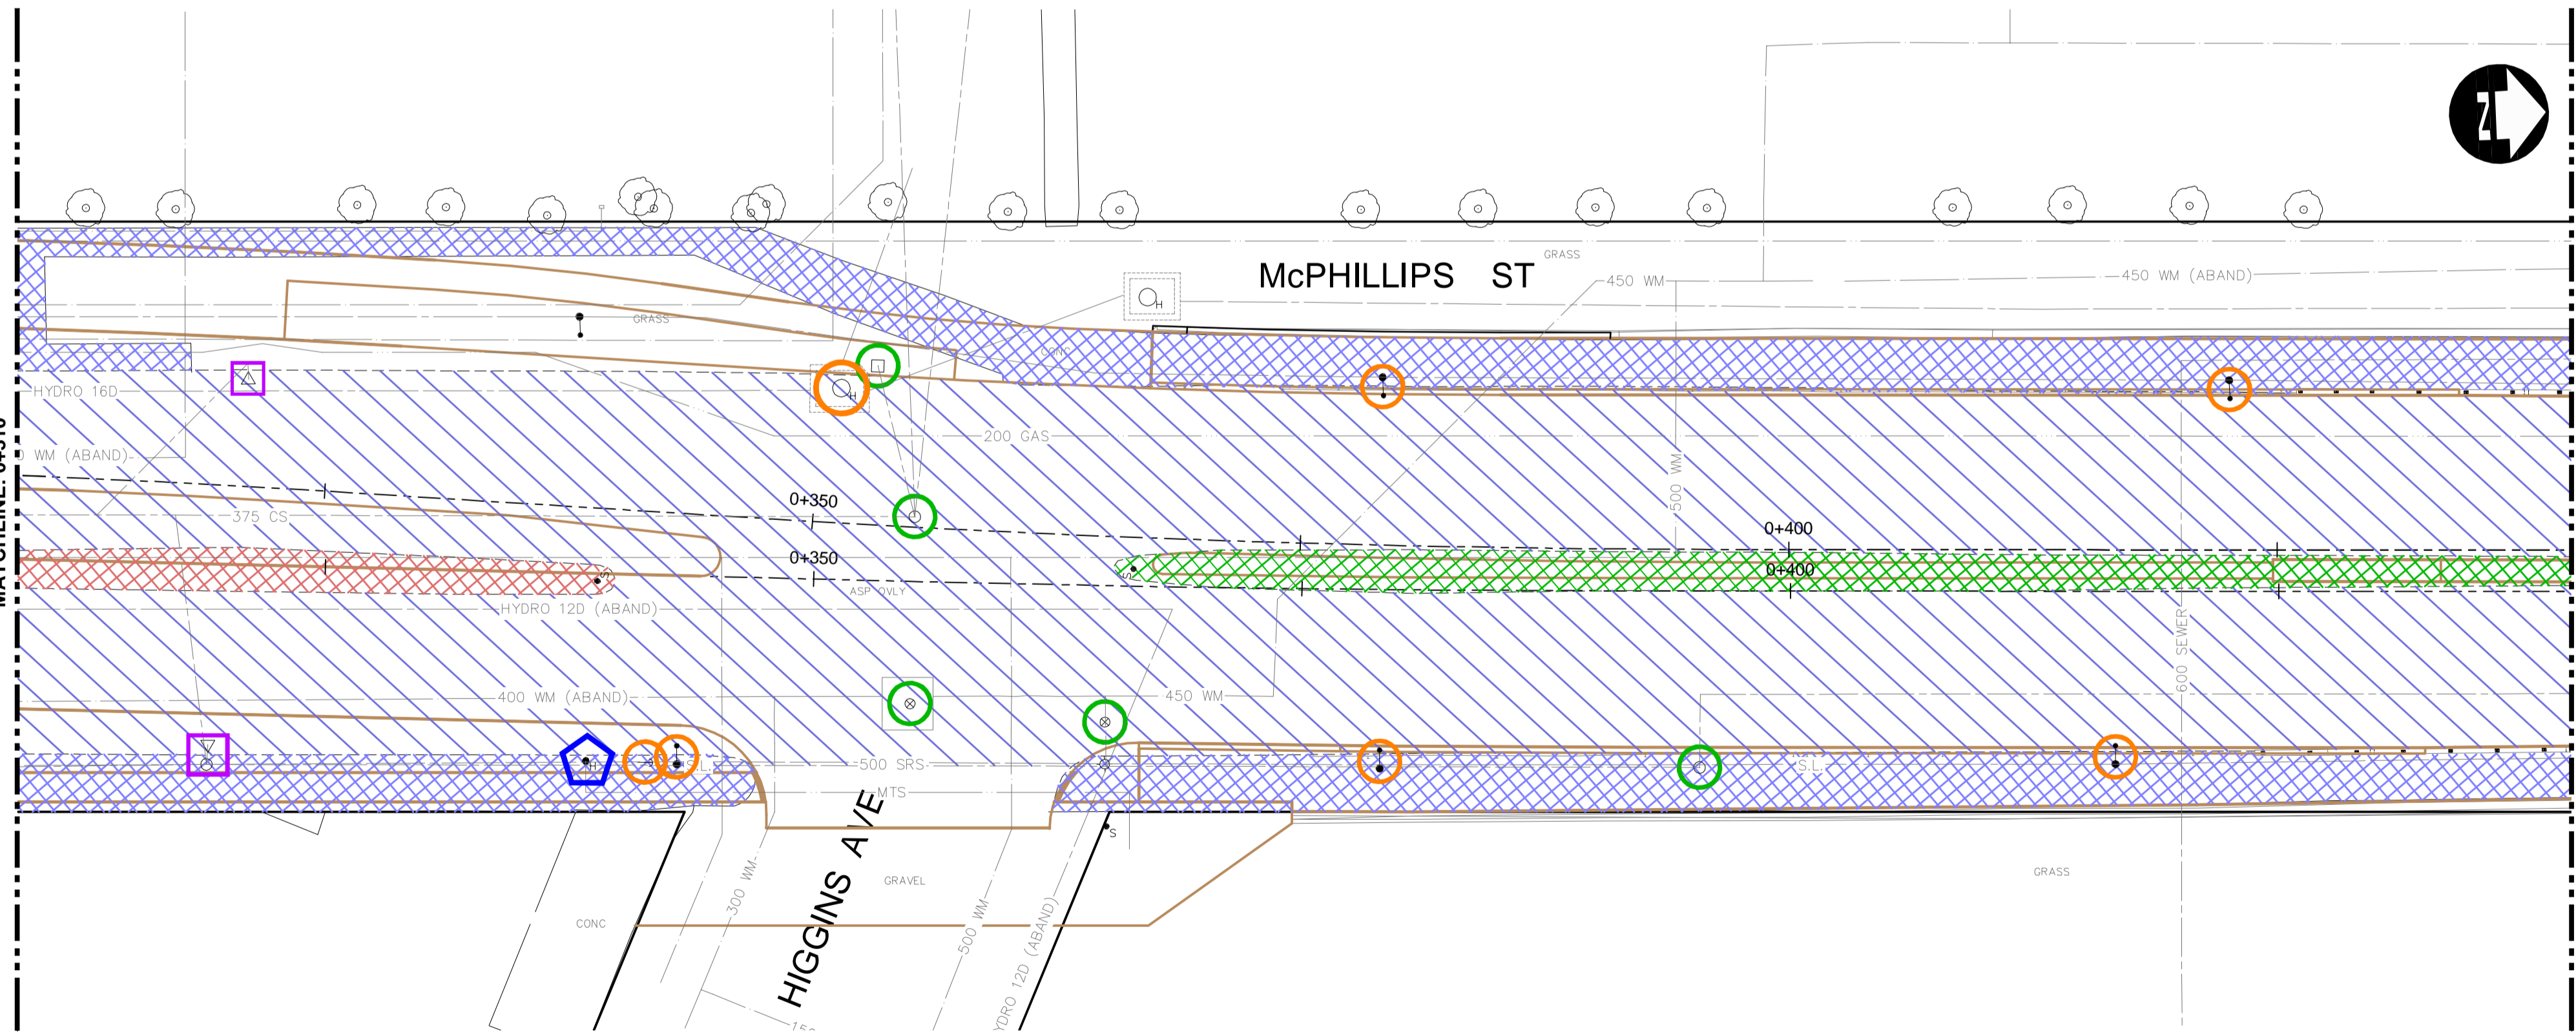 N
GRASS
McPHILLIPS ST
450 WM
450 WM (ABAND)
H
GRASS
CONC
HYDRO 16D
H
200 GAS
WM (ABAND)
500 WM
0+350
375 CS
0+400
0+350
0+400
S
S
ASP OVLY
HYDRO 12D (ABAND)
600 SEWER
400 WM (ABAND)
450 WM
H
S.L.
500 SRS
S.L.
MTS
S
HIGGINS AVE
300 WM
GRAVEL
500 WM
HYDRO 12D (ABAND)
CONC
GRASS